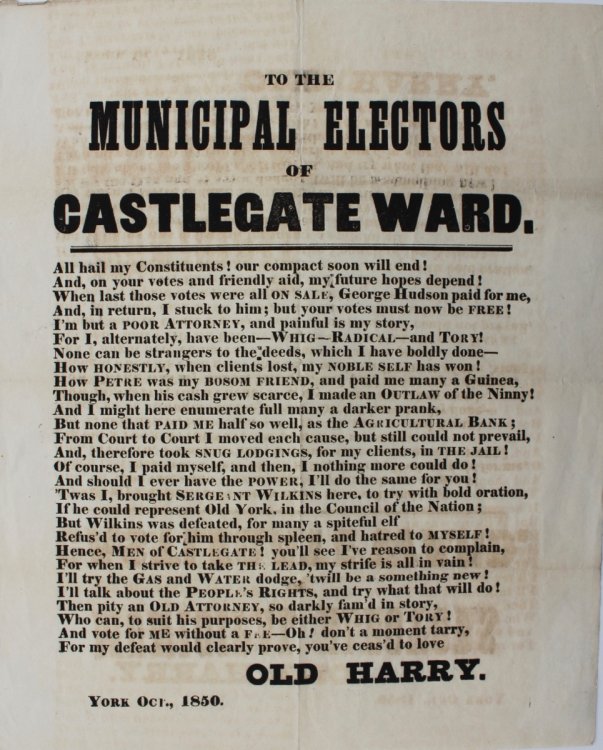 TO THE
MUNICIPAL ELECTORS
OF
CASTLEGATE WARD.
All hail my Constituents! our compact soon will end!
And, on your votes and friendly aid, my future hopes depend!
When last those votes were all ON SALE, George Hudson paid for me,
And, in return, I stuck to him; but your votes must now be FREE!
I'm but a POOR ATTORNEY, and painful is my story,
For I, alternately, have been—WHIG—RADICAL—and TORY!
None can be strangers to the deeds, which I have boldly done—
How HONESTLY, when clients lost, my NOBLE SELF has won!
How PETRE was my BOSOM FRIEND, and paid me many a Guinea,
Though, when his cash grew scarce, I made an OUTLAW of the Ninny!
And I might here enumerate full many a darker prank,
But none that PAID ME half so well, as the AGRICULTURAL BANK;
From Court to Court I moved each cause, but still could not prevail,
And, therefore took SNUG LODGINGS, for my clients, in THE JAIL!
Of course, I paid myself, and then, I nothing more could do!
And should I ever have the POWER, I'll do the same for you!
'Twas I, brought SERGEANT WILKINS here, to try with bold oration,
If he could represent Old York, in the Council of the Nation;
But Wilkins was defeated, for many a spiteful elf
Refus'd to vote for him through spleen, and hatred to MYSELF!
Hence, MEN OF CASTLEGATE! you'll see I've reason to complain,
For when I strive to take THE LEAD, my strife is all in vain!
I'll try the GAS and WATER dodge, 'twill be a something new!
I'll talk about the PEOPLE'S RIGHTS, and try what that will do!
Then pity an OLD ATTORNEY, so darkly fam'd in story,
Who can, to suit his purposes, be either WHIG or TORY!
And vote for ME without a FEE—Oh! don't a moment tarry,
For my defeat would clearly prove, you've ceas'd to love
OLD HARRY.
YORK OCT., 1850.